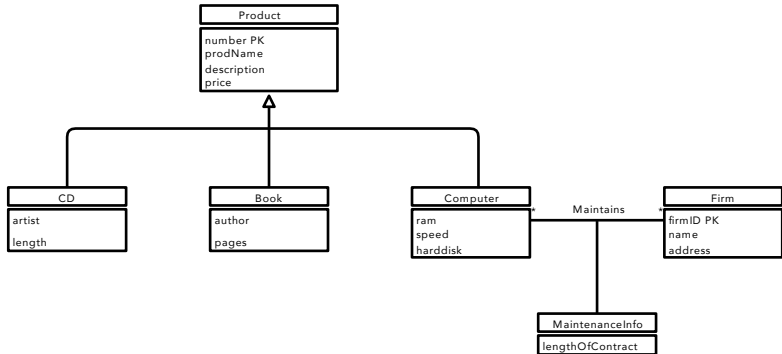 Product
number PK
prodName
description
price
CD
artist
length
Book
author
pages
Computer
ram
speed
harddisk
* Maintains *
Firm
firmID PK
name
address
MaintenanceInfo
lengthOfContract